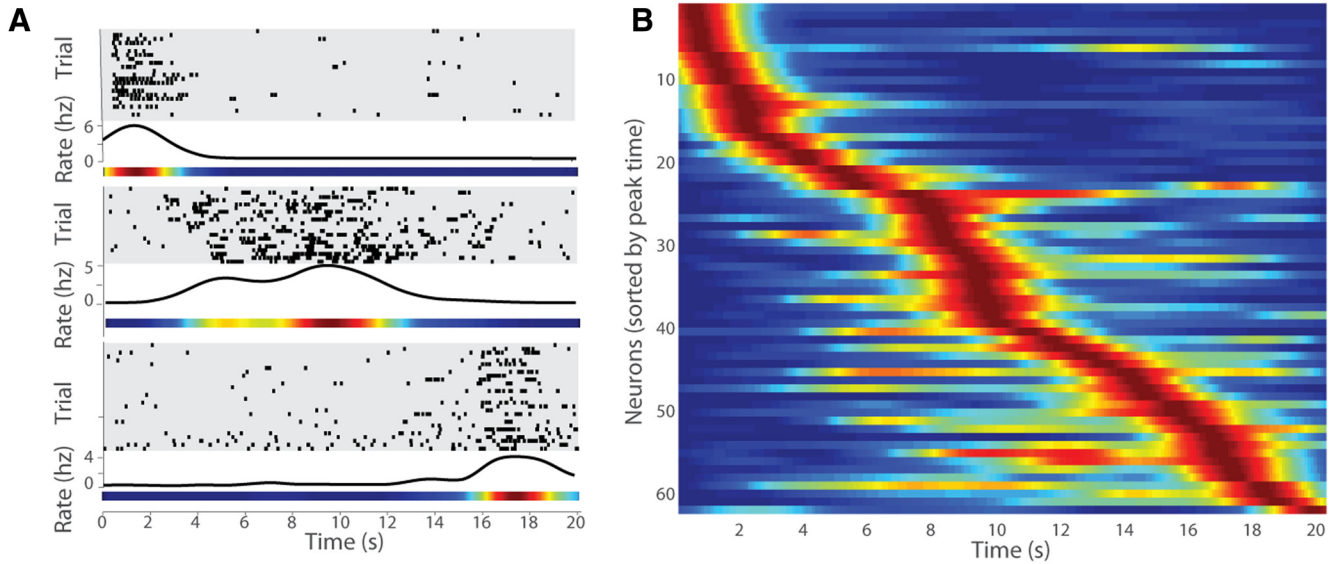 A
Trial
Rate (hz)
6
0
Trial
Rate (hz)
5
0
Trial
Rate (hz)
4
0
0 2 4 6 8 10 12 14 16 18 20
Time (s)
B
Neurons (sorted by peak time)
10
20
30
40
50
60
2 4 6 8 10 12 14 16 18 20
Time (s)